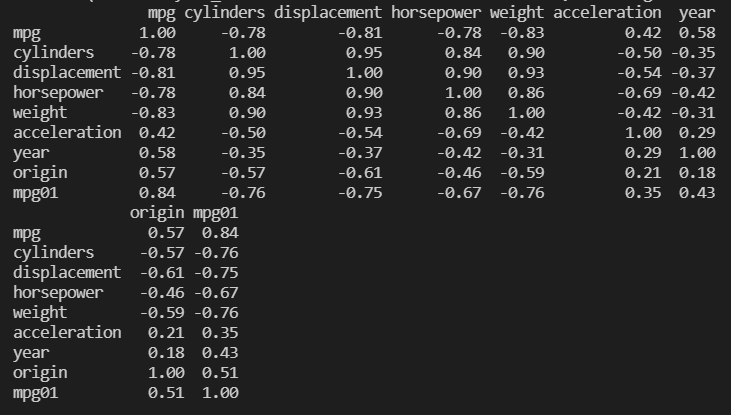 mpg cylinders displacement horsepower weight acceleration year
mpg 1.00 -0.78 -0.81 -0.78 -0.83 0.42 0.58
cylinders -0.78 1.00 0.95 0.84 0.90 -0.50 -0.35
displacement -0.81 0.95 1.00 0.90 0.93 -0.54 -0.37
horsepower -0.78 0.84 0.90 1.00 0.86 -0.69 -0.42
weight -0.83 0.90 0.93 0.86 1.00 -0.42 -0.31
acceleration 0.42 -0.50 -0.54 -0.69 -0.42 1.00 0.29
year 0.58 -0.35 -0.37 -0.42 -0.31 0.29 1.00
origin 0.57 -0.57 -0.61 -0.46 -0.59 0.21 0.18
mpg01 0.84 -0.76 -0.75 -0.67 -0.76 0.35 0.43
origin mpg01
mpg 0.57 0.84
cylinders -0.57 -0.76
displacement -0.61 -0.75
horsepower -0.46 -0.67
weight -0.59 -0.76
acceleration 0.21 0.35
year 0.18 0.43
origin 1.00 0.51
mpg01 0.51 1.00